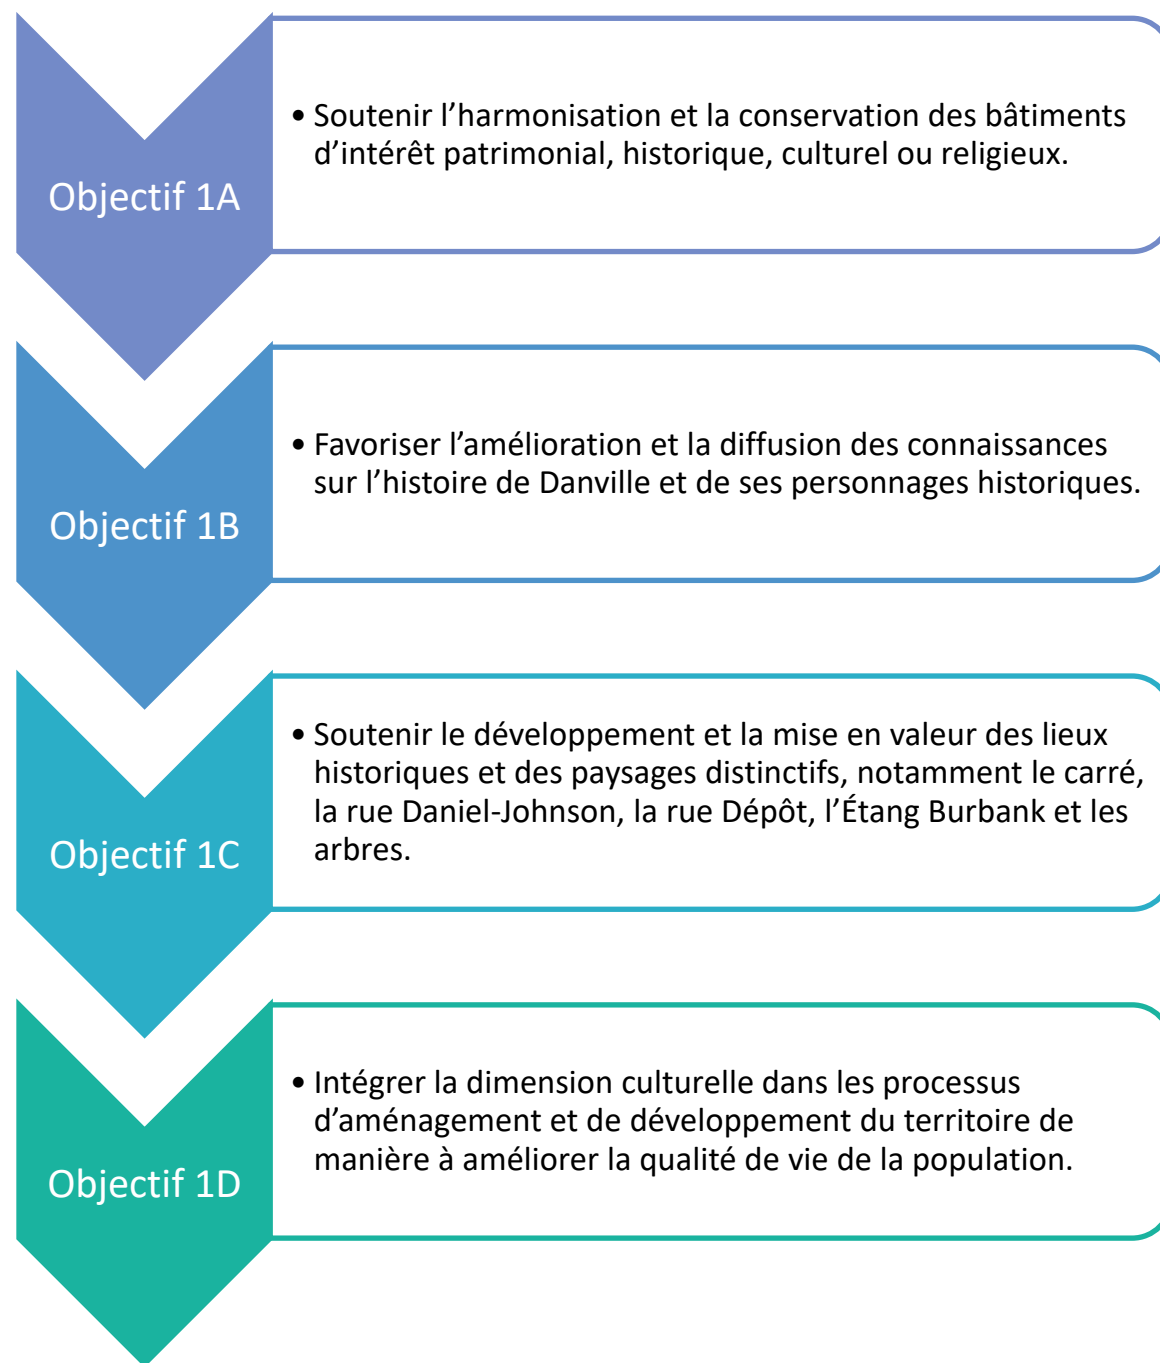 Objectif 1A
• Soutenir l’harmonisation et la conservation des bâtiments
d’intérêt patrimonial, historique, culturel ou religieux.
Objectif 1B
• Favoriser l’amélioration et la diffusion des connaissances
sur l’histoire de Danville et de ses personnages historiques.
Objectif 1C
• Soutenir le développement et la mise en valeur des lieux
historiques et des paysages distinctifs, notamment le carré,
la rue Daniel-Johnson, la rue Dépôt, l’Étang Burbank et les
arbres.
Objectif 1D
• Intégrer la dimension culturelle dans les processus
d’aménagement et de développement du territoire de
manière à améliorer la qualité de vie de la population.